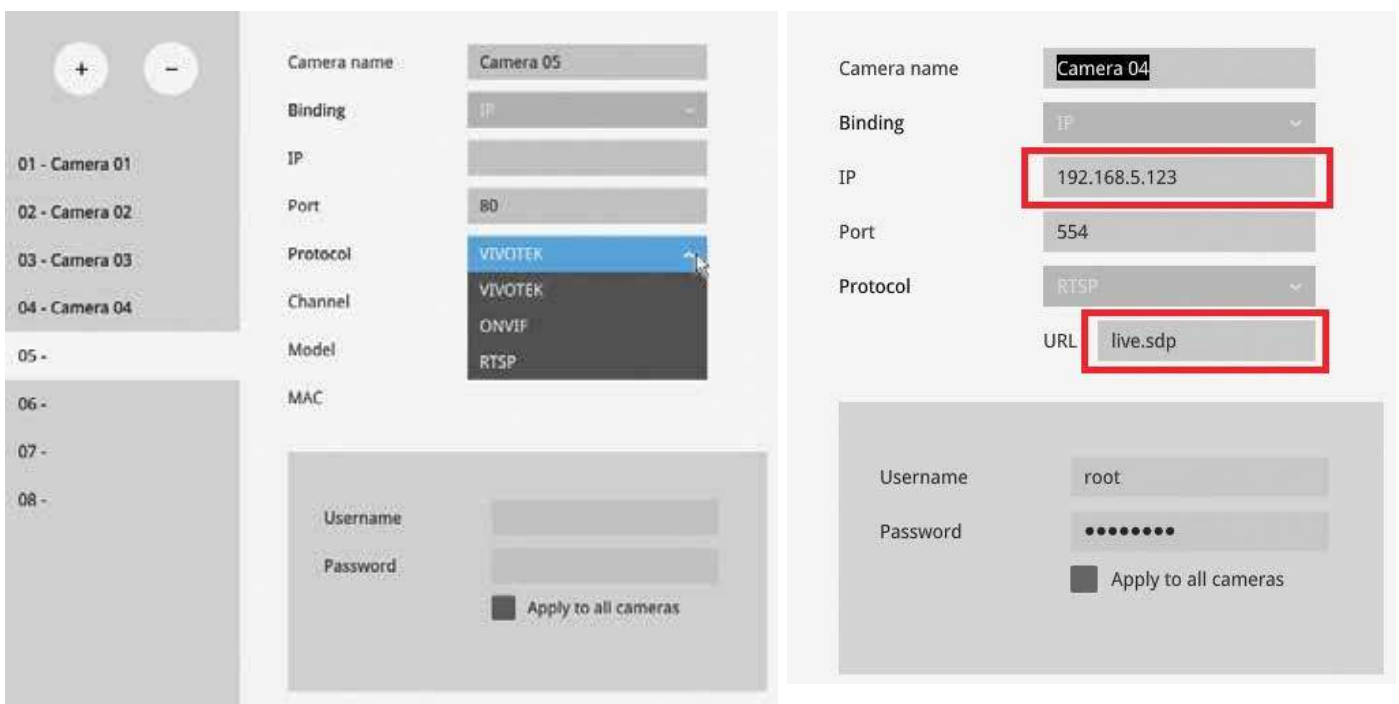 + −
01 - Camera 01
02 - Camera 02
03 - Camera 03
04 - Camera 04
05 -
06 -
07 -
08 -
Camera name Camera 05
Binding IP
IP
Port 80
Protocol VIVOTEK
VIVOTEK
ONVIF
RTSP
Channel
Model
MAC
Username
Password
Apply to all cameras
Camera name Camera 04
Binding IP
IP 192.168.5.123
Port 554
Protocol RTSP
URL live.sdp
Username root
Password ●●●●●●●●
Apply to all cameras